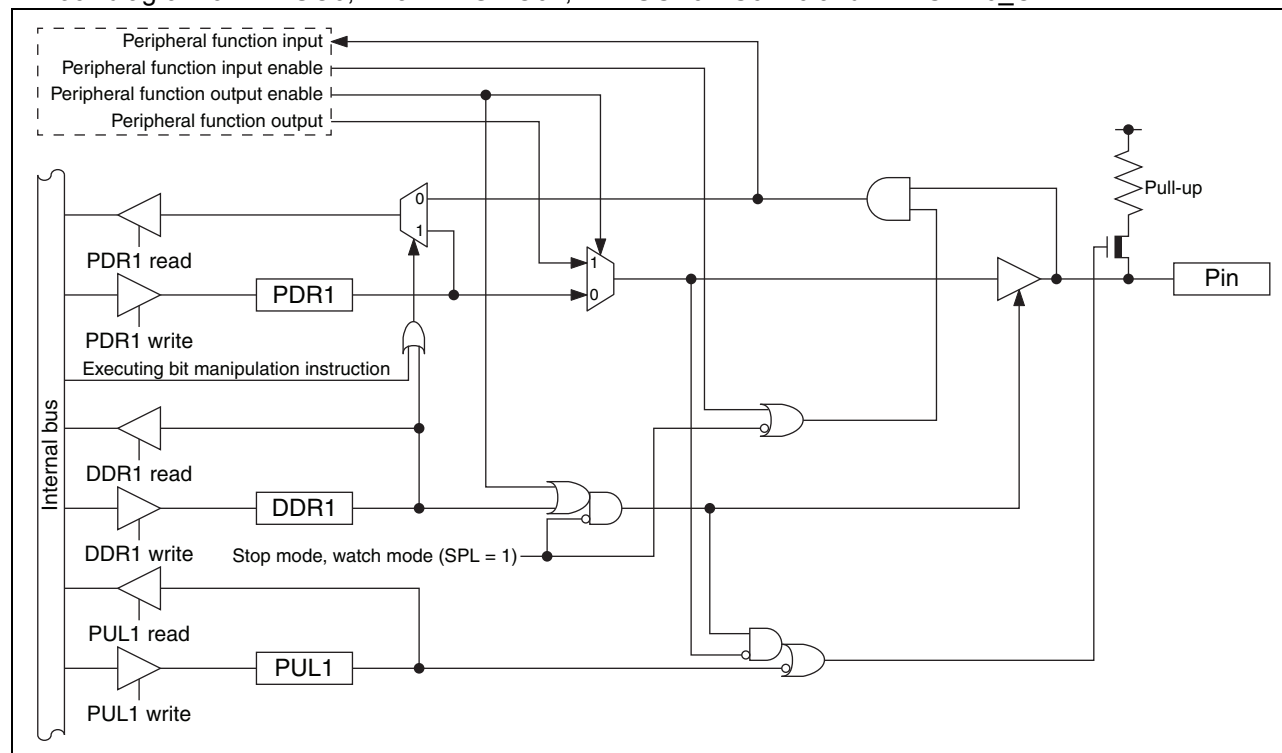 Peripheral function input
Peripheral function input enable
Peripheral function output enable
Peripheral function output
Pull-up
0
1
PDR1 read
PDR1
1
0
Pin
PDR1 write
Executing bit manipulation instruction
Internal bus
DDR1 read
DDR1
DDR1 write
Stop mode, watch mode (SPL = 1)
PUL1 read
PUL1
PUL1 write